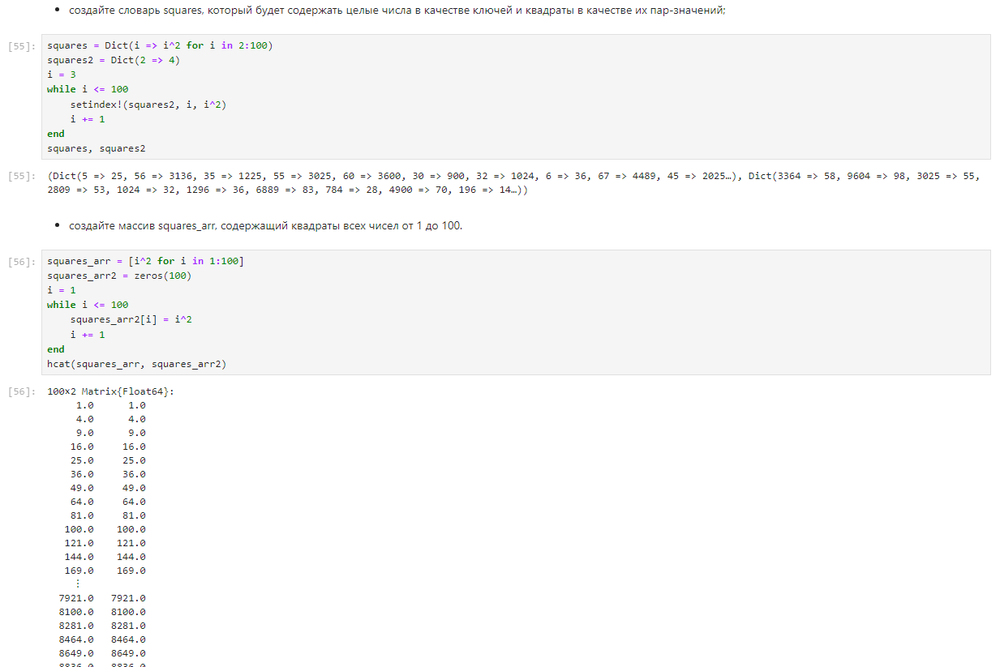 • создайте словарь squares, который будет содержать целые числа в качестве ключей и квадраты в качестве их пар-значений;
[55]: squares = Dict(i => i^2 for i in 2:100)
squares2 = Dict(2 => 4)
i = 3
while i <= 100
    setindex!(squares2, i, i^2)
    i += 1
end
squares, squares2
[55]: (Dict(5 => 25, 56 => 3136, 35 => 1225, 55 => 3025, 60 => 3600, 30 => 900, 32 => 1024, 6 => 36, 67 => 4489, 45 => 2025…), Dict(3364 => 58, 9604 => 98, 3025 => 55,
2809 => 53, 1024 => 32, 1296 => 36, 6889 => 83, 784 => 28, 4900 => 70, 196 => 14…))
• создайте массив squares_arr, содержащий квадраты всех чисел от 1 до 100.
[56]: squares_arr = [i^2 for i in 1:100]
squares_arr2 = zeros(100)
i = 1
while i <= 100
    squares_arr2[i] = i^2
    i += 1
end
hcat(squares_arr, squares_arr2)
[56]: 100×2 Matrix{Float64}:
1.0 1.0
4.0 4.0
9.0 9.0
16.0 16.0
25.0 25.0
36.0 36.0
49.0 49.0
64.0 64.0
81.0 81.0
100.0 100.0
121.0 121.0
144.0 144.0
169.0 169.0
⋮
7921.0 7921.0
8100.0 8100.0
8281.0 8281.0
8464.0 8464.0
8649.0 8649.0
8836.0 8836.0